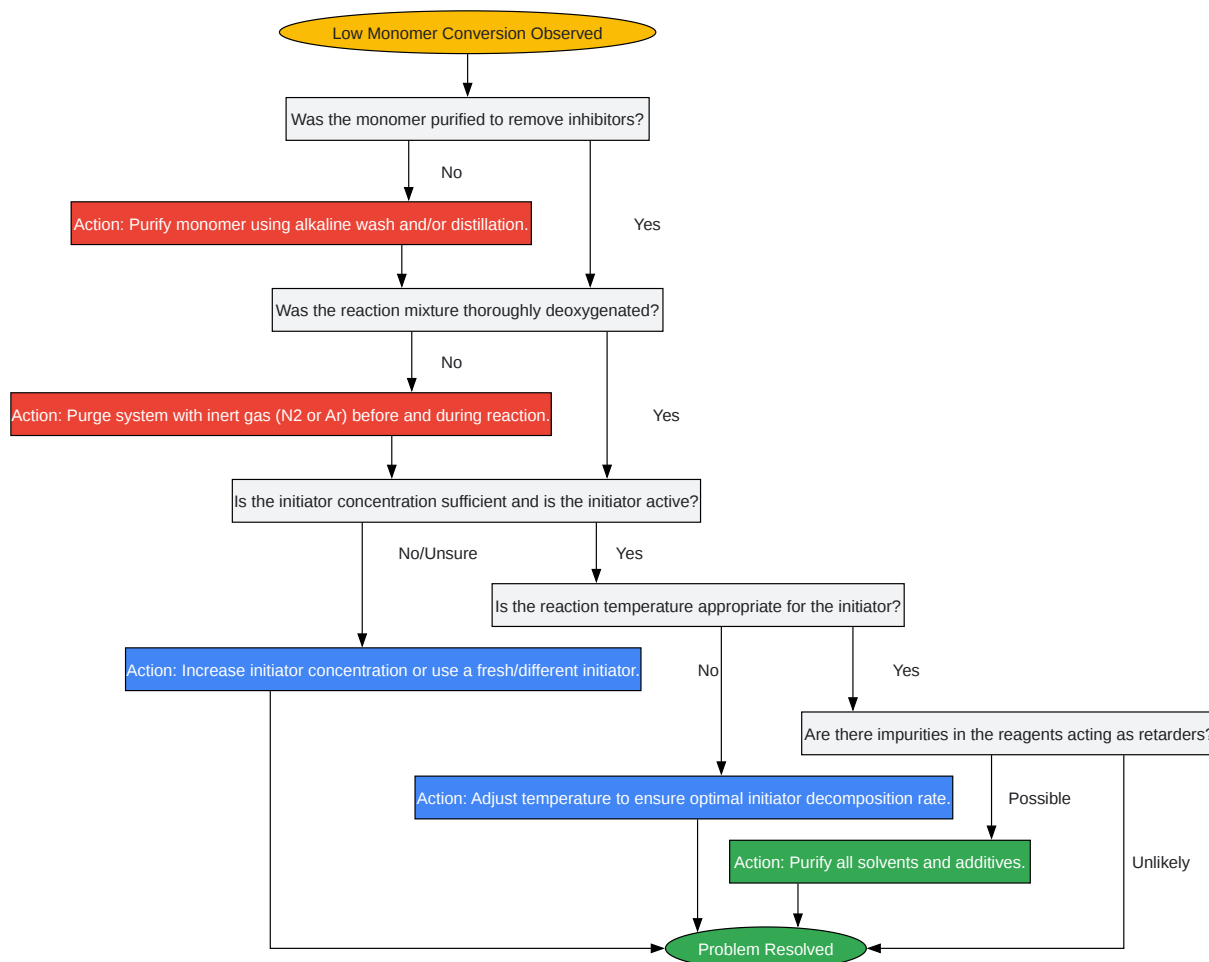 Low Monomer Conversion Observed
Was the monomer purified to remove inhibitors?
No
Action: Purify monomer using alkaline wash and/or distillation.
Yes
Was the reaction mixture thoroughly deoxygenated?
No
Action: Purge system with inert gas (N2 or Ar) before and during reaction.
Yes
Is the initiator concentration sufficient and is the initiator active?
No/Unsure
Yes
Is the reaction temperature appropriate for the initiator?
Action: Increase initiator concentration or use a fresh/different initiator.
No
Yes
Are there impurities in the reagents acting as retarders?
Action: Adjust temperature to ensure optimal initiator decomposition rate.
Possible
Action: Purify all solvents and additives.
Unlikely
Problem Resolved